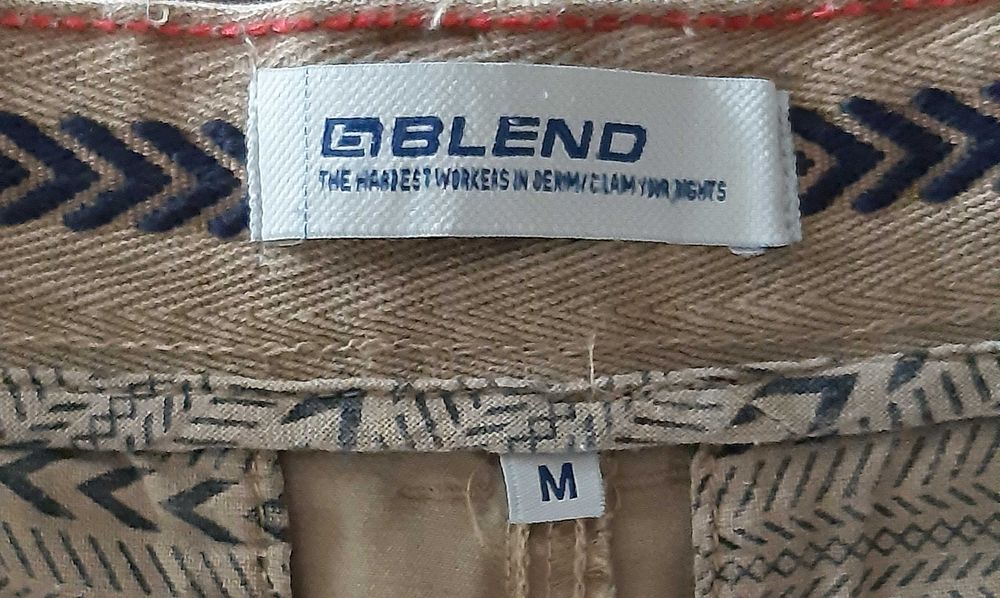 BLEND
THE HARDEST WORKERS IN DENIM/CLAIM YOUR RIGHTS
M